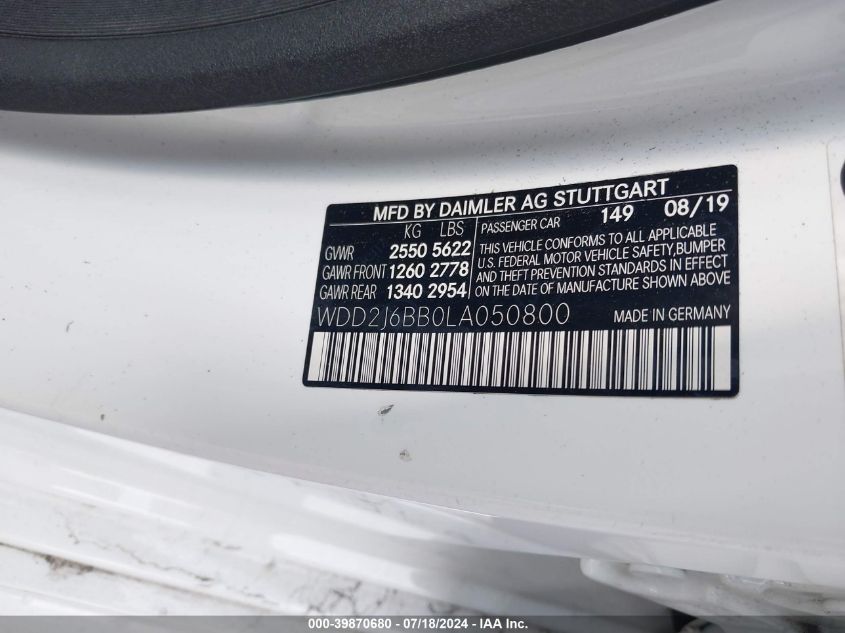 MFD BY DAIMLER AG STUTTGART
KG LBS PASSENGER CAR 149 08/19
GVWR 2550 5622
GAWR FRONT 1260 2778
GAWR REAR 1340 2954
THIS VEHICLE CONFORMS TO ALL APPLICABLE
U.S. FEDERAL MOTOR VEHICLE SAFETY,BUMPER
AND THEFT PREVENTION STANDARDS IN EFFECT
ON THE DATE OF MANUFACTURE SHOWN ABOVE
WDD2J6BB0LA050800 MADE IN GERMANY
000-39870680 - 07/18/2024 - IAA Inc.